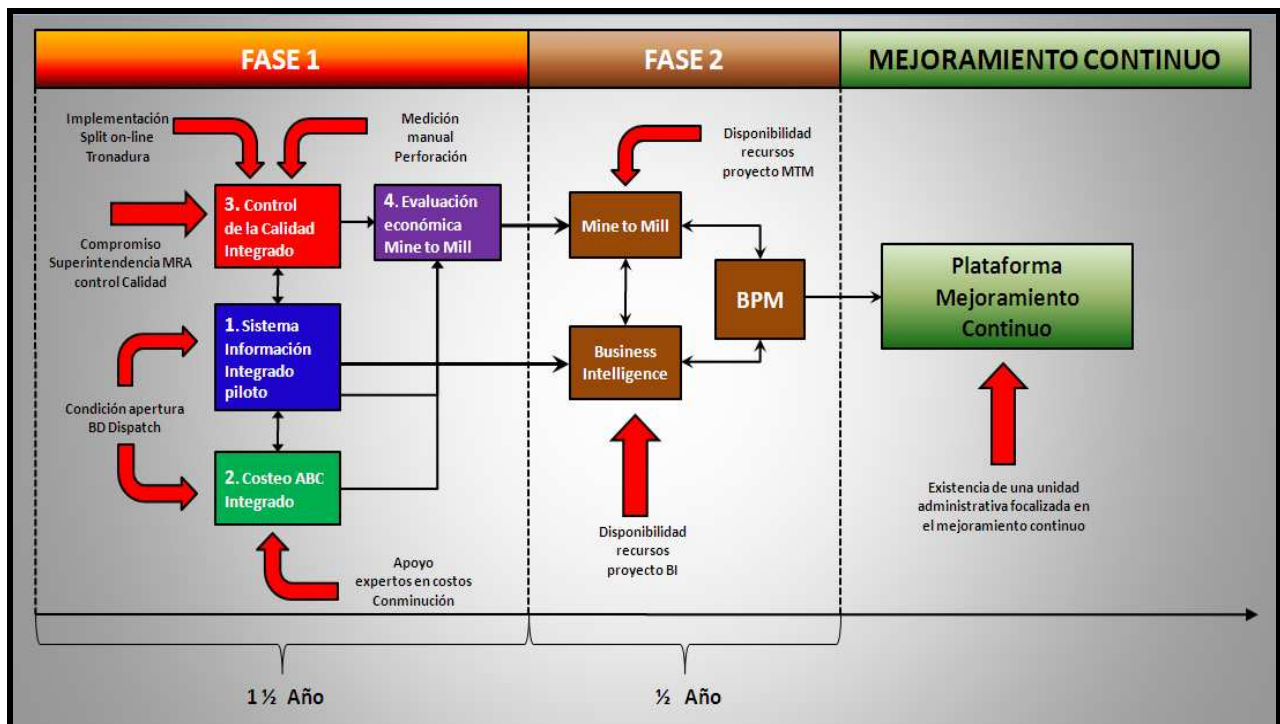 FASE 1
FASE 2
MEJORAMIENTO CONTINUO
Implementación
Split on-line
Tronadura
Medición
manual
Perforación
Disponibilidad
recursos
proyecto MTM
3. Control
de la Calidad
Integrado
4. Evaluación
económica
Mine to Mill
Mine to Mill
Compromiso
Superintendencia MRA
control Calidad
Plataforma
Mejoramiento
Continuo
BPM
1. Sistema
Información
Integrado
piloto
Business
Intelligence
Condición apertura
BD Dispatch
2. Costeo ABC
Integrado
Existencia de una unidad
administrativa focalizada en
el mejoramiento continuo
Disponibilidad
recursos
proyecto BI
Apoyo
expertos en costos
Conminución
1 ½ Año
½ Año